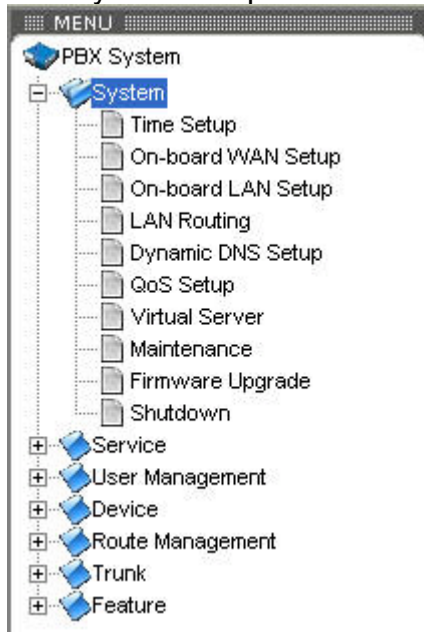 MENU
PBX System
System
Time Setup
On-board WAN Setup
On-board LAN Setup
LAN Routing
Dynamic DNS Setup
QoS Setup
Virtual Server
Maintenance
Firmware Upgrade
Shutdown
Service
User Management
Device
Route Management
Trunk
Feature